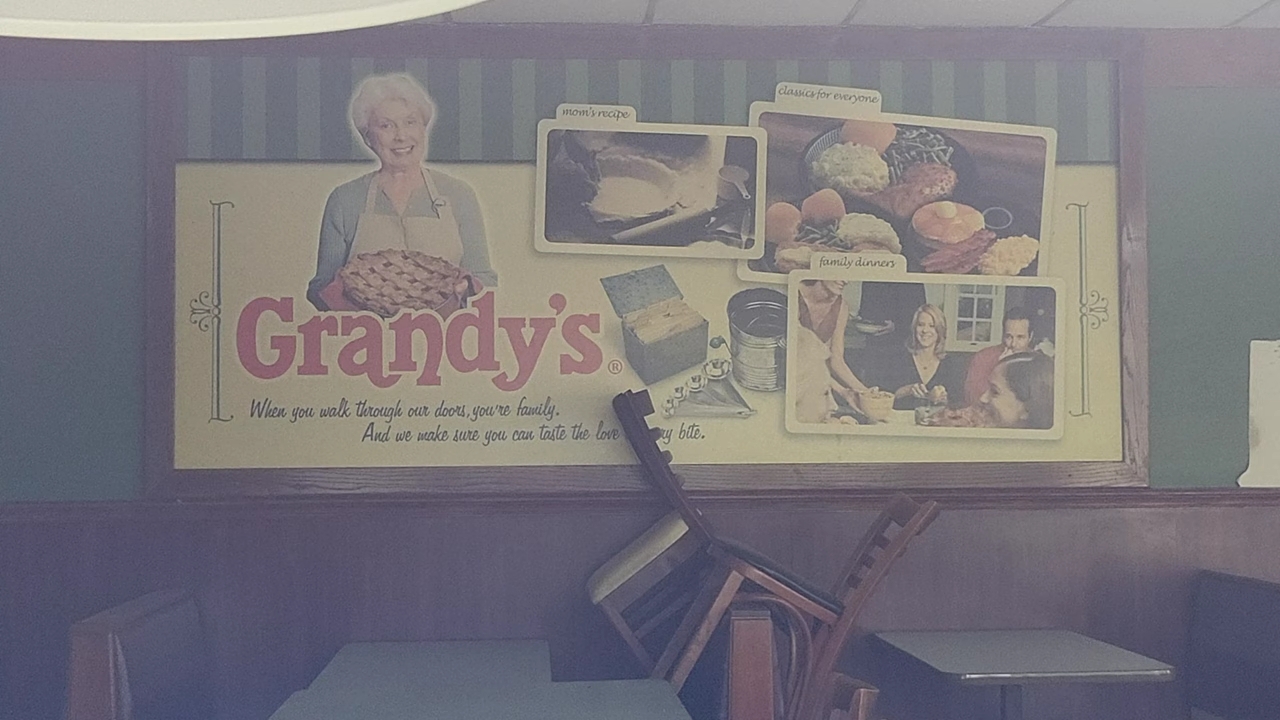 classics for everyone
mom's recipe
family dinners
Grandy's®
When you walk through our doors, you're family.
And we make sure you can taste the love bite.